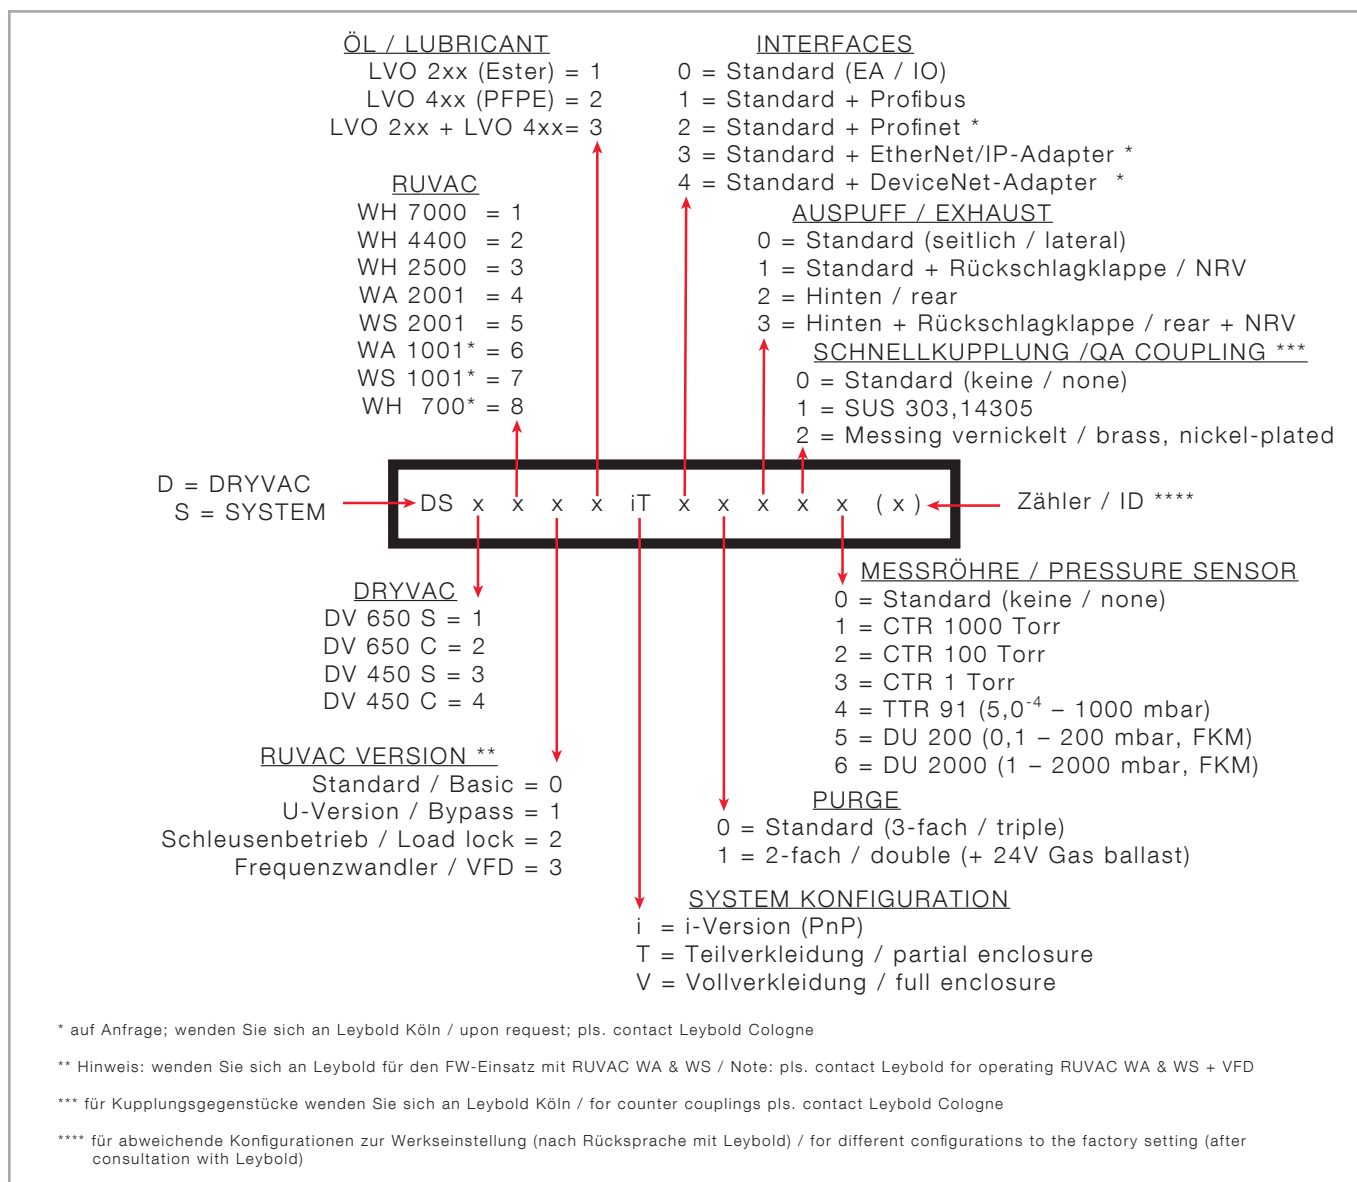 ÖL / LUBRICANT
LVO 2xx (Ester) = 1
LVO 4xx (PFPE) = 2
LVO 2xx + LVO 4xx= 3
INTERFACES
0 = Standard (EA / IO)
1 = Standard + Profibus
2 = Standard + Profinet *
3 = Standard + EtherNet/IP-Adapter *
4 = Standard + DeviceNet-Adapter *
RUVAC
WH 7000 = 1
WH 4400 = 2
WH 2500 = 3
WA 2001 = 4
WS 2001 = 5
WA 1001* = 6
WS 1001* = 7
WH 700* = 8
AUSPUFF / EXHAUST
0 = Standard (seitlich / lateral)
1 = Standard + Rückschlagklappe / NRV
2 = Hinten / rear
3 = Hinten + Rückschlagklappe / rear + NRV
SCHNELLKUPPLUNG /QA COUPLING ***
0 = Standard (keine / none)
1 = SUS 303,14305
2 = Messing vernickelt / brass, nickel-plated
D = DRYVAC
S = SYSTEM
DS x x x x iT x x x x x ( x )
Zähler / ID ****
DRYVAC
DV 650 S = 1
DV 650 C = 2
DV 450 S = 3
DV 450 C = 4
MESSRÖHRE / PRESSURE SENSOR
0 = Standard (keine / none)
1 = CTR 1000 Torr
2 = CTR 100 Torr
3 = CTR 1 Torr
4 = TTR 91 (5,0⁻⁴ – 1000 mbar)
5 = DU 200 (0,1 – 200 mbar, FKM)
6 = DU 2000 (1 – 2000 mbar, FKM)
RUVAC VERSION **
Standard / Basic = 0
U-Version / Bypass = 1
Schleusenbetrieb / Load lock = 2
Frequenzwandler / VFD = 3
PURGE
0 = Standard (3-fach / triple)
1 = 2-fach / double (+ 24V Gas ballast)
SYSTEM KONFIGURATION
i = i-Version (PnP)
T = Teilverkleidung / partial enclosure
V = Vollverkleidung / full enclosure
* auf Anfrage; wenden Sie sich an Leybold Köln / upon request; pls. contact Leybold Cologne
** Hinweis: wenden Sie sich an Leybold für den FW-Einsatz mit RUVAC WA & WS / Note: pls. contact Leybold for operating RUVAC WA & WS + VFD
*** für Kupplungsgegenstücke wenden Sie sich an Leybold Köln / for counter couplings pls. contact Leybold Cologne
**** für abweichende Konfigurationen zur Werkseinstellung (nach Rücksprache mit Leybold) / for different configurations to the factory setting (after
consultation with Leybold)